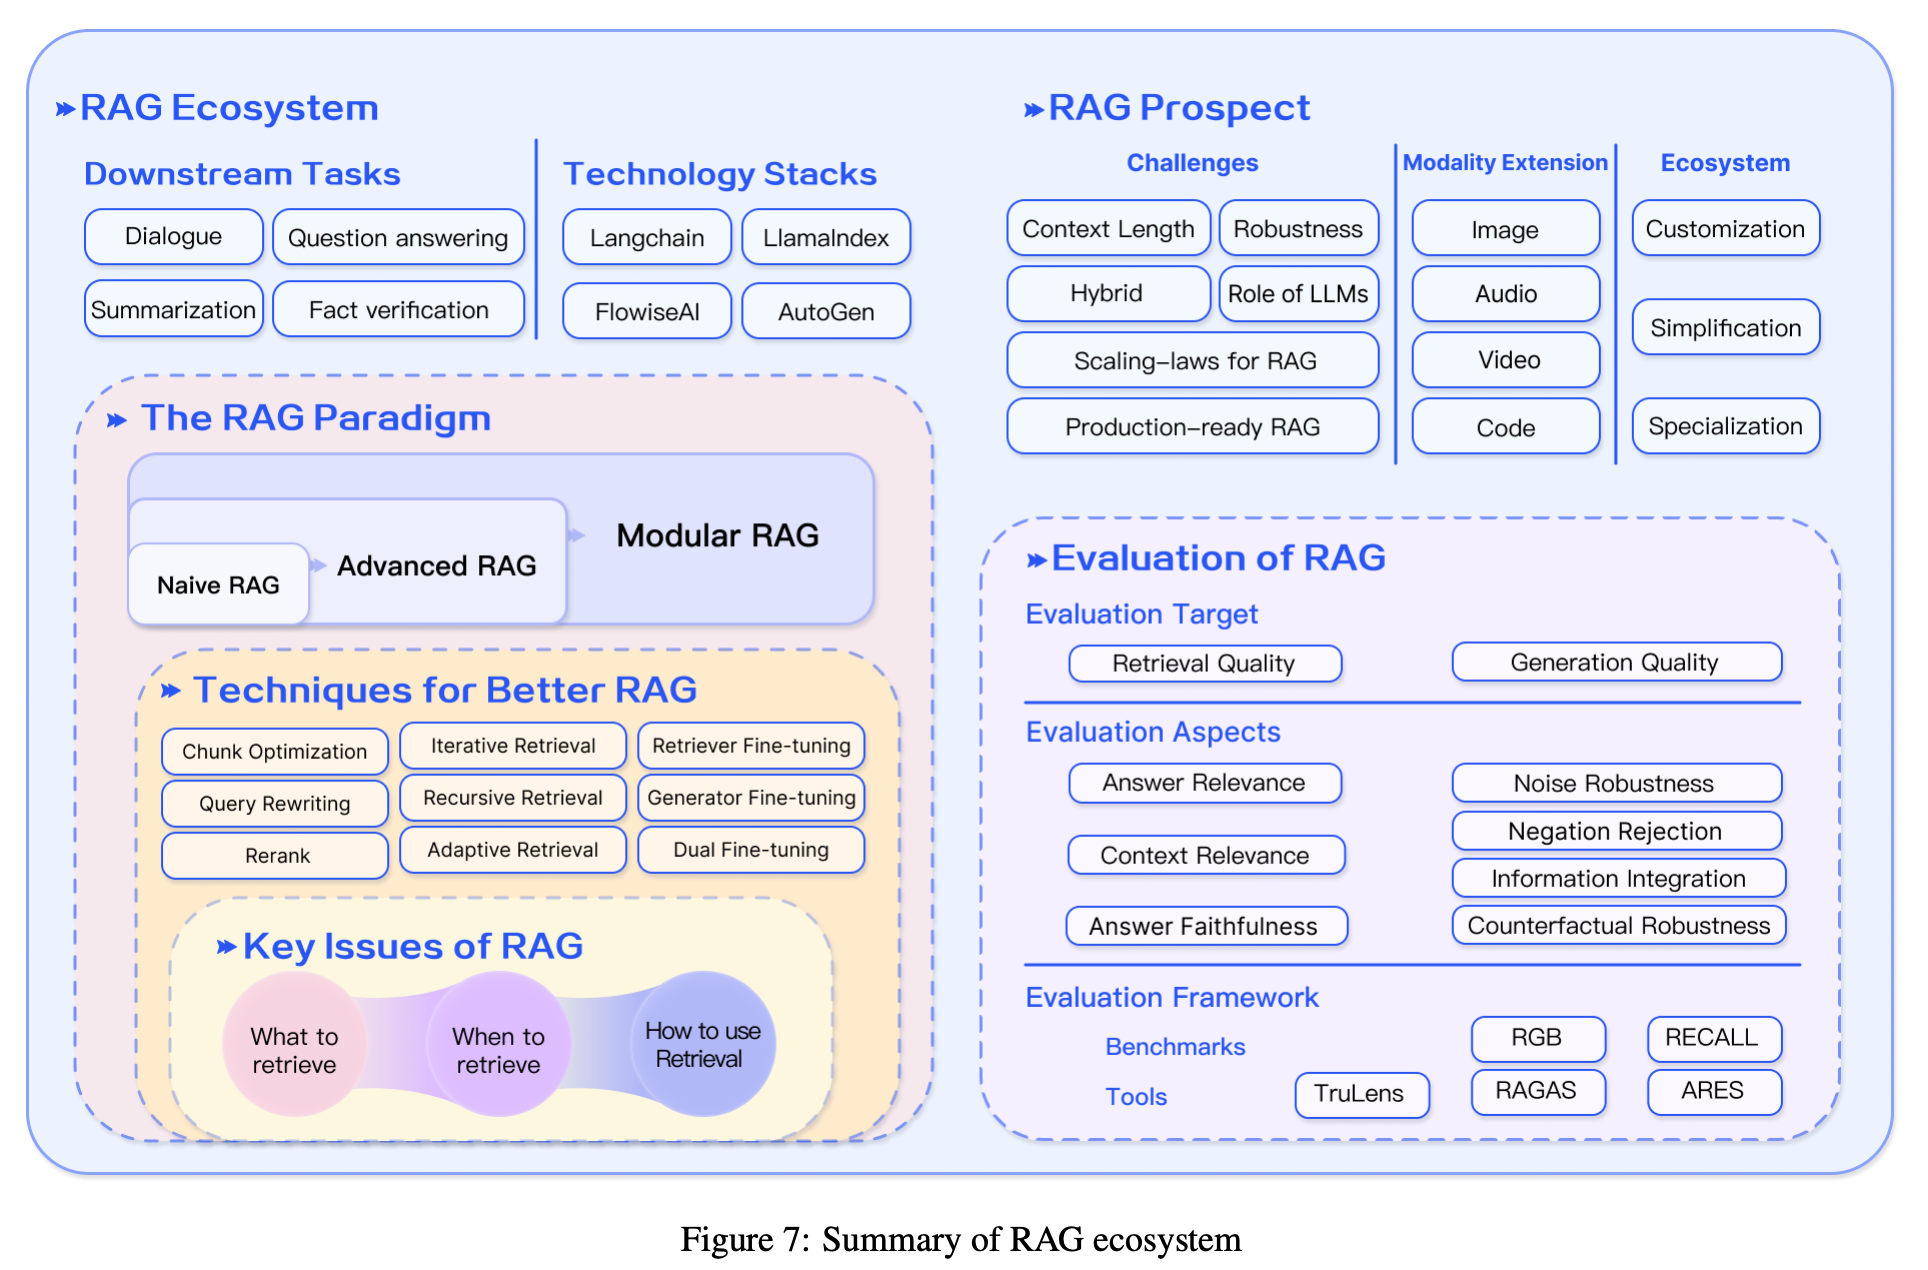 RAG Ecosystem
Downstream Tasks
Dialogue
Question answering
Summarization
Fact verification
Technology Stacks
Langchain
LlamaIndex
FlowiseAI
AutoGen
The RAG Paradigm
Naive RAG
Advanced RAG
Modular RAG
Techniques for Better RAG
Chunk Optimization
Iterative Retrieval
Retriever Fine-tuning
Query Rewriting
Recursive Retrieval
Generator Fine-tuning
Rerank
Adaptive Retrieval
Dual Fine-tuning
Key Issues of RAG
What to
retrieve
When to
retrieve
How to use
Retrieval
RAG Prospect
Challenges
Context Length
Robustness
Hybrid
Role of LLMs
Scaling-laws for RAG
Production-ready RAG
Modality Extension
Image
Audio
Video
Code
Ecosystem
Customization
Simplification
Specialization
Evaluation of RAG
Evaluation Target
Retrieval Quality
Generation Quality
Evaluation Aspects
Answer Relevance
Context Relevance
Answer Faithfulness
Noise Robustness
Negation Rejection
Information Integration
Counterfactual Robustness
Evaluation Framework
Benchmarks
RGB
RECALL
Tools
TruLens
RAGAS
ARES
Figure 7: Summary of RAG ecosystem